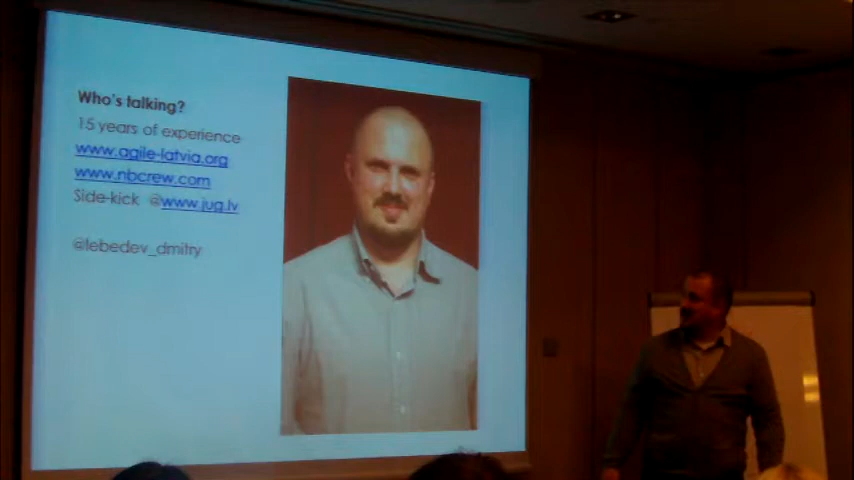 Who's talking?
15 years of experience
www.agile-latvia.org
www.nbcrew.com
Side-kick @www.jug.lv
@lebedev_dmitry